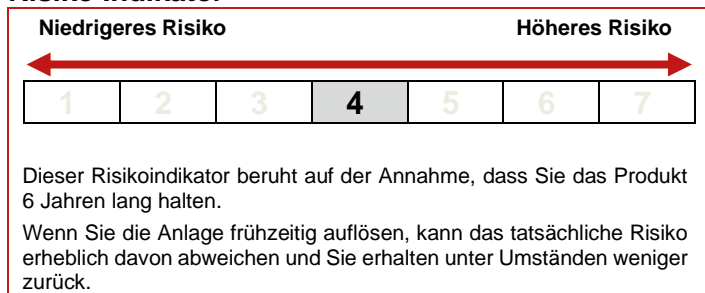 Niedrigeres Risiko Höheres Risiko
1 2 3 4 5 6 7
Dieser Risikoindikator beruht auf der Annahme, dass Sie das Produkt
6 Jahren lang halten.
Wenn Sie die Anlage frühzeitig auflösen, kann das tatsächliche Risiko
erheblich davon abweichen und Sie erhalten unter Umständen weniger
zurück.